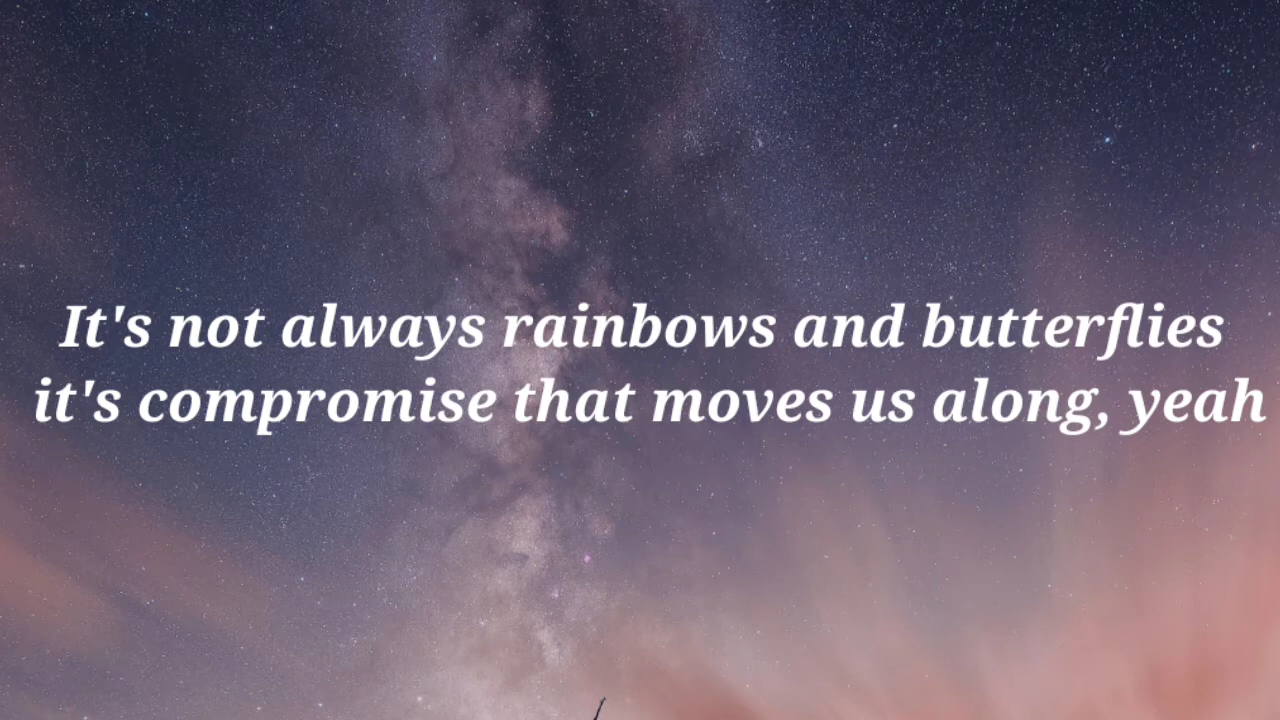 It's not always rainbows and butterflies
it's compromise that moves us along, yeah